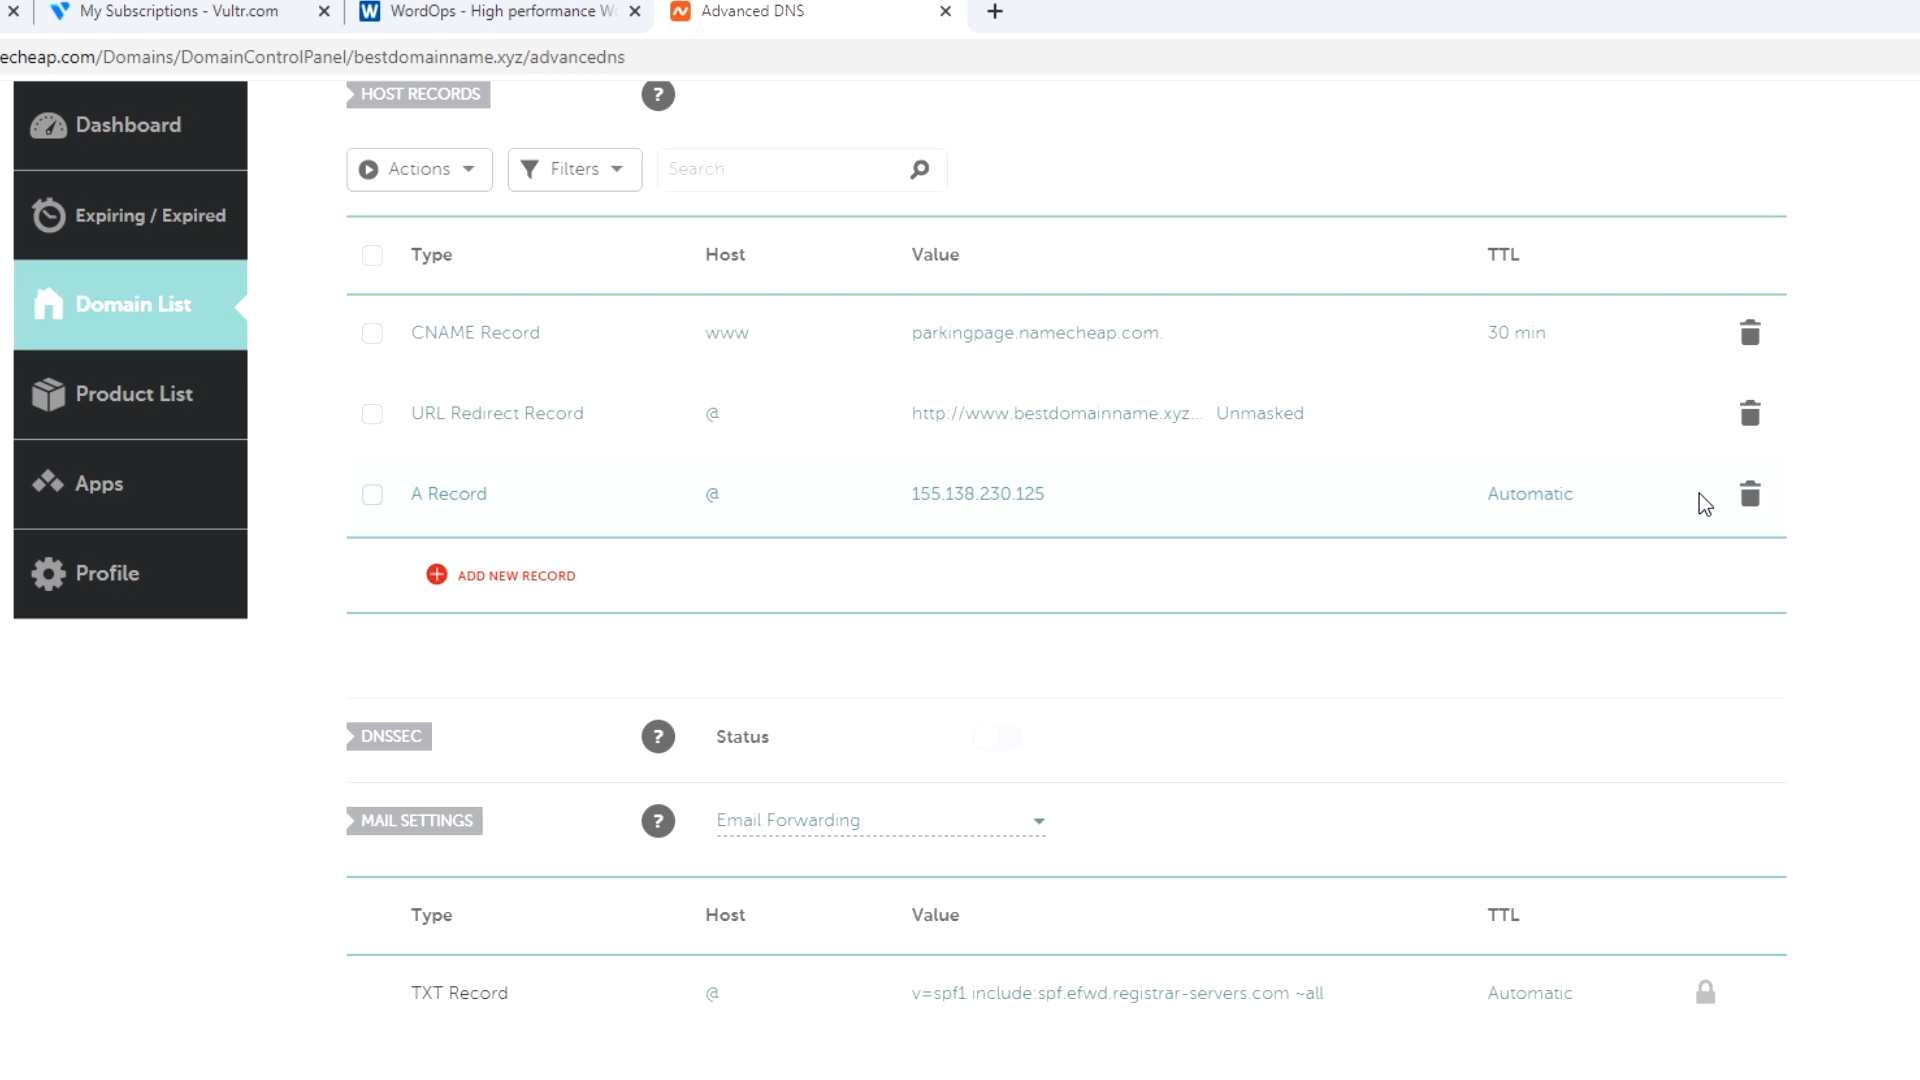 My Subscriptions - Vultr.com
WordOps - High performance W
Advanced DNS
echeap.com/Domains/DomainControlPanel/bestdomainname.xyz/advancedns
HOST RECORDS ?
Dashboard
Actions Filters Search
Expiring / Expired
Type Host Value TTL
Domain List
CNAME Record www parkingpage.namecheap.com. 30 min
Product List
URL Redirect Record @ http://www.bestdomainname.xyz... Unmasked
Apps
A Record @ 155.138.230.125 Automatic
Profile
ADD NEW RECORD
DNSSEC ? Status
MAIL SETTINGS ? Email Forwarding
Type Host Value TTL
TXT Record @ v=spf1 include:spf.efwd.registrar-servers.com ~all Automatic